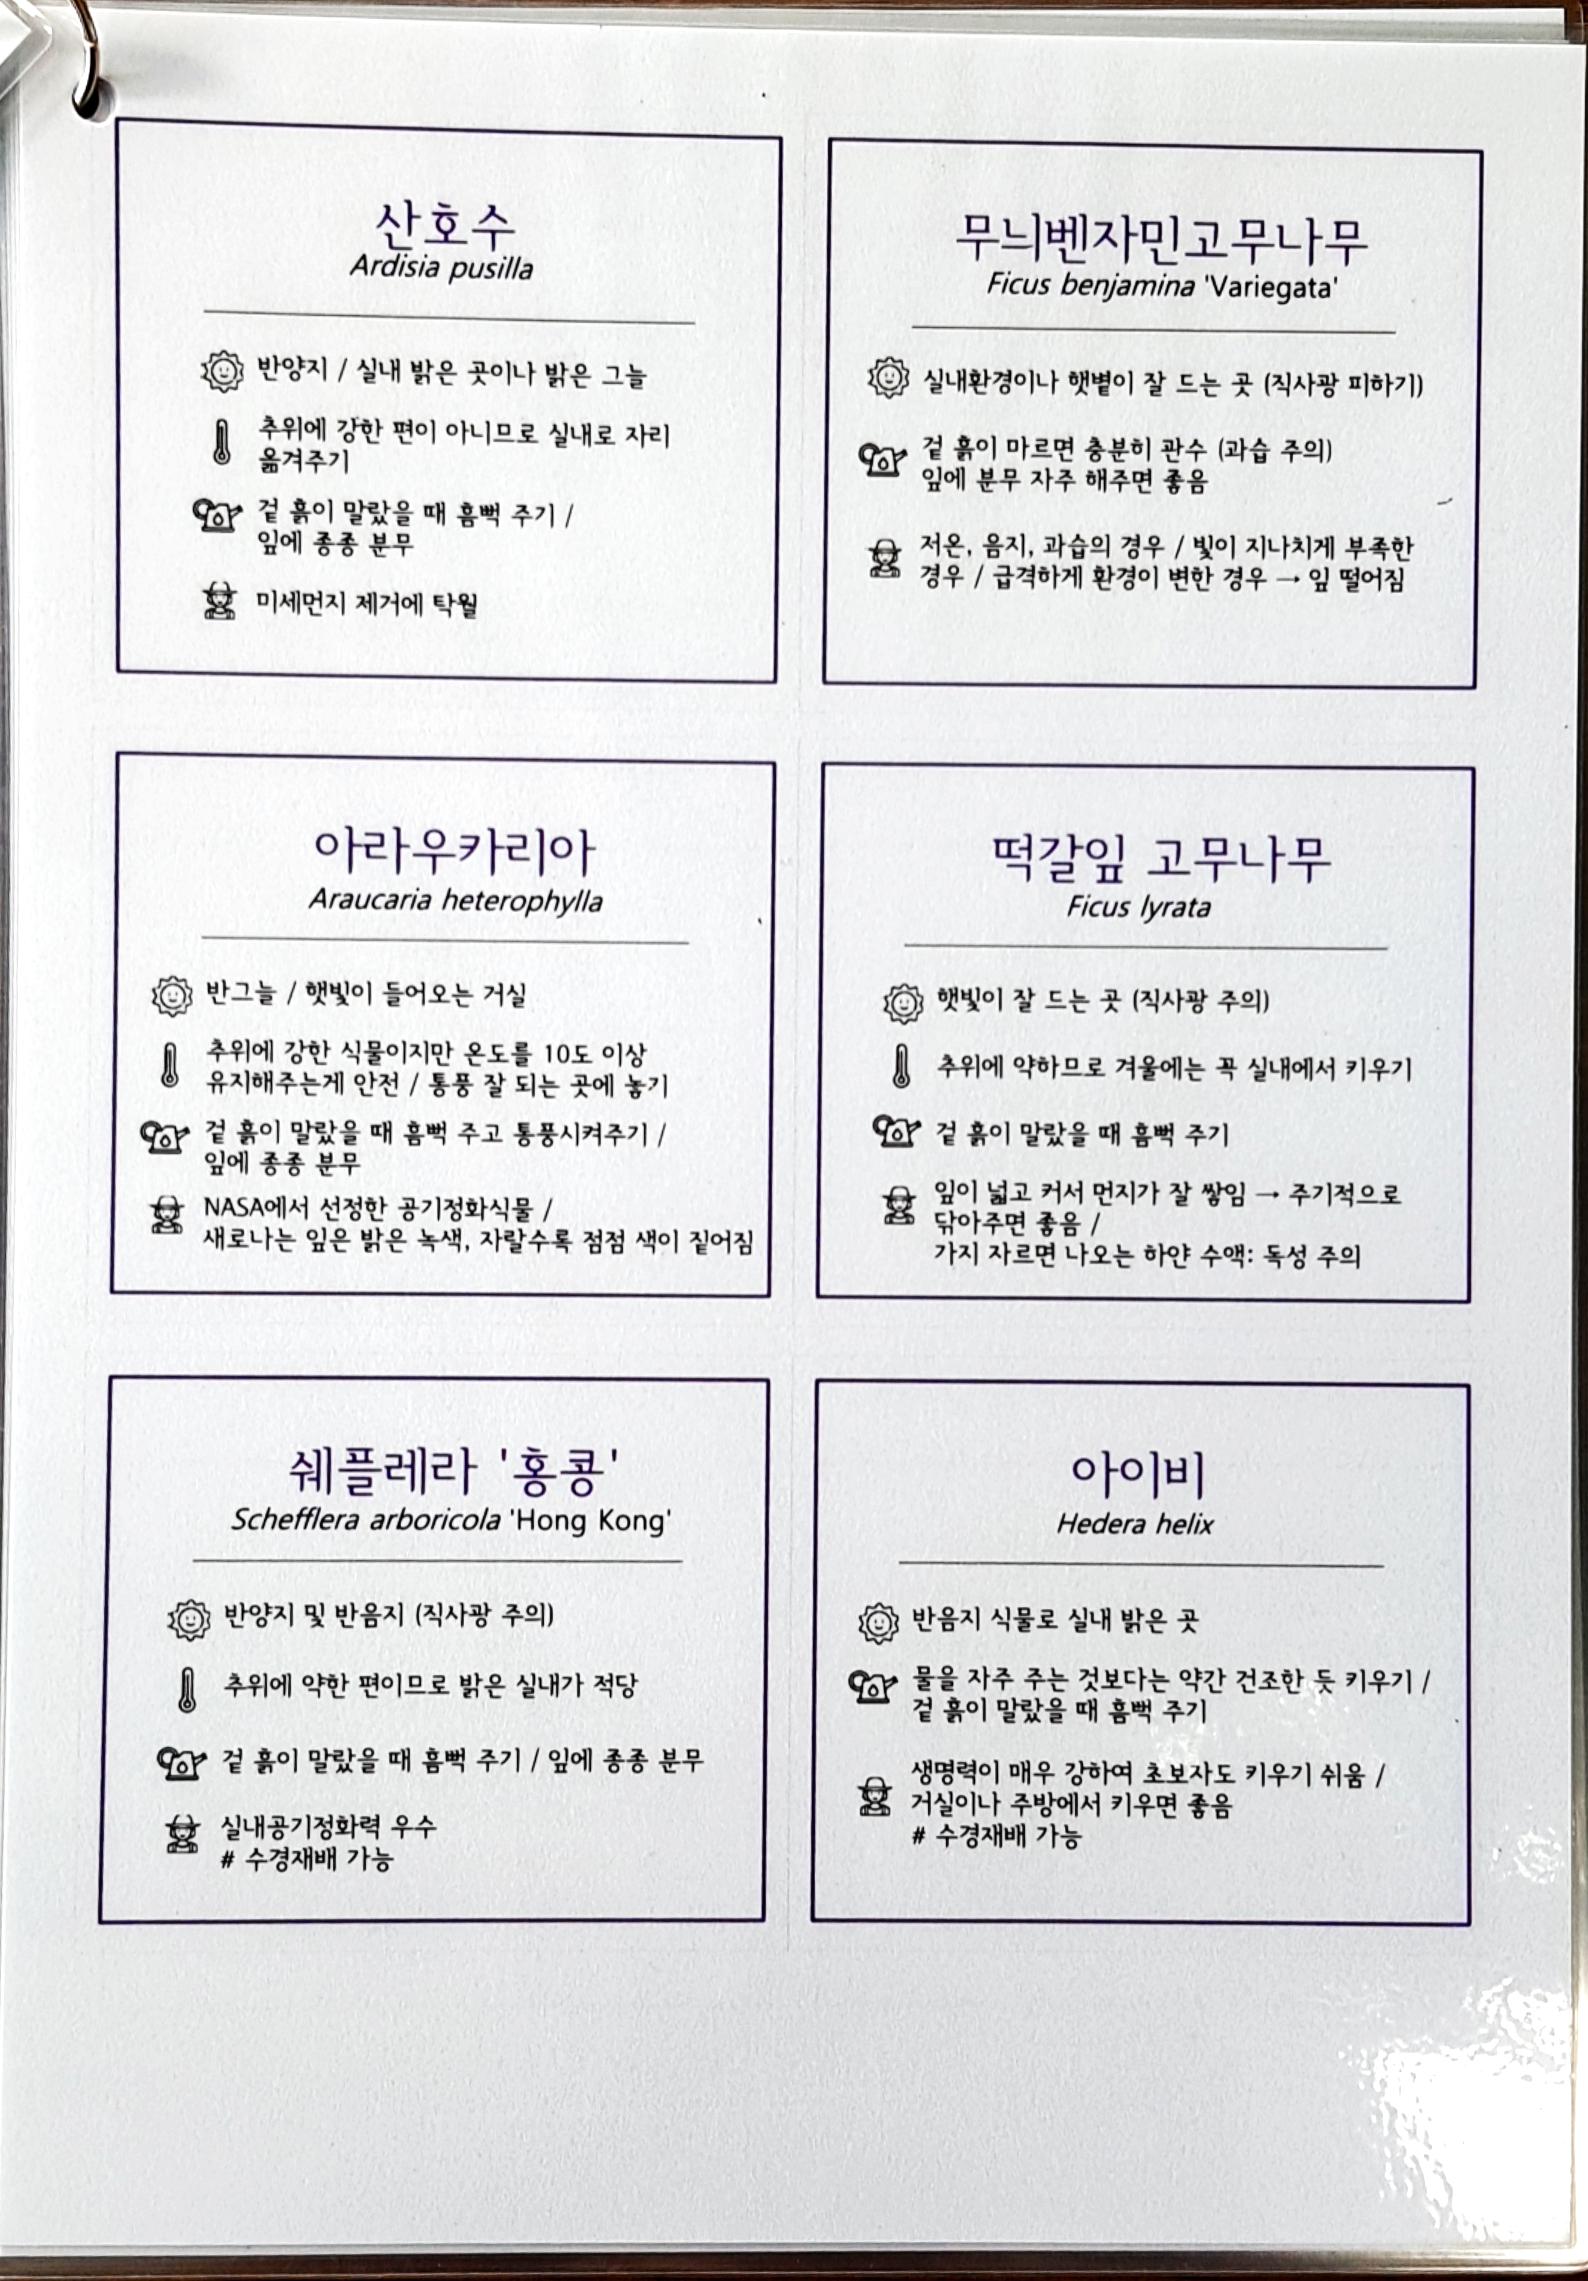 산호수
Ardisia pusilla
반양지 / 실내 밝은 곳이나 밝은 그늘
추위에 강한 편이 아니므로 실내로 자리
옮겨주기
겉 흙이 말랐을 때 흠뻑 주기 /
잎에 종종 분무
미세먼지 제거에 탁월
무늬벤자민고무나무
Ficus benjamina 'Variegata'
실내환경이나 햇볕이 잘 드는 곳 (직사광 피하기)
겉 흙이 마르면 충분히 관수 (과습 주의)
잎에 분무 자주 해주면 좋음
저온, 음지, 과습의 경우 / 빛이 지나치게 부족한
경우 / 급격하게 환경이 변한 경우 → 잎 떨어짐
아라우카리아
Araucaria heterophylla
반그늘 / 햇빛이 들어오는 거실
추위에 강한 식물이지만 온도를 10도 이상
유지해주는게 안전 / 통풍 잘 되는 곳에 놓기
겉 흙이 말랐을 때 흠뻑 주고 통풍시켜주기 /
잎에 종종 분무
NASA에서 선정한 공기정화식물 /
새로나는 잎은 밝은 녹색, 자랄수록 점점 색이 짙어짐
떡갈잎 고무나무
Ficus lyrata
햇빛이 잘 드는 곳 (직사광 주의)
추위에 약하므로 겨울에는 꼭 실내에서 키우기
겉 흙이 말랐을 때 흠뻑 주기
잎이 넓고 커서 먼지가 잘 쌓임 → 주기적으로
닦아주면 좋음 /
가지 자르면 나오는 하얀 수액: 독성 주의
쉐플레라 '홍콩'
Schefflera arboricola 'Hong Kong'
반양지 및 반음지 (직사광 주의)
추위에 약한 편이므로 밝은 실내가 적당
겉 흙이 말랐을 때 흠뻑 주기 / 잎에 종종 분무
실내공기정화력 우수
# 수경재배 가능
아이비
Hedera helix
반음지 식물로 실내 밝은 곳
물을 자주 주는 것보다는 약간 건조한 듯 키우기 /
겉 흙이 말랐을 때 흠뻑 주기
생명력이 매우 강하여 초보자도 키우기 쉬움 /
거실이나 주방에서 키우면 좋음
# 수경재배 가능